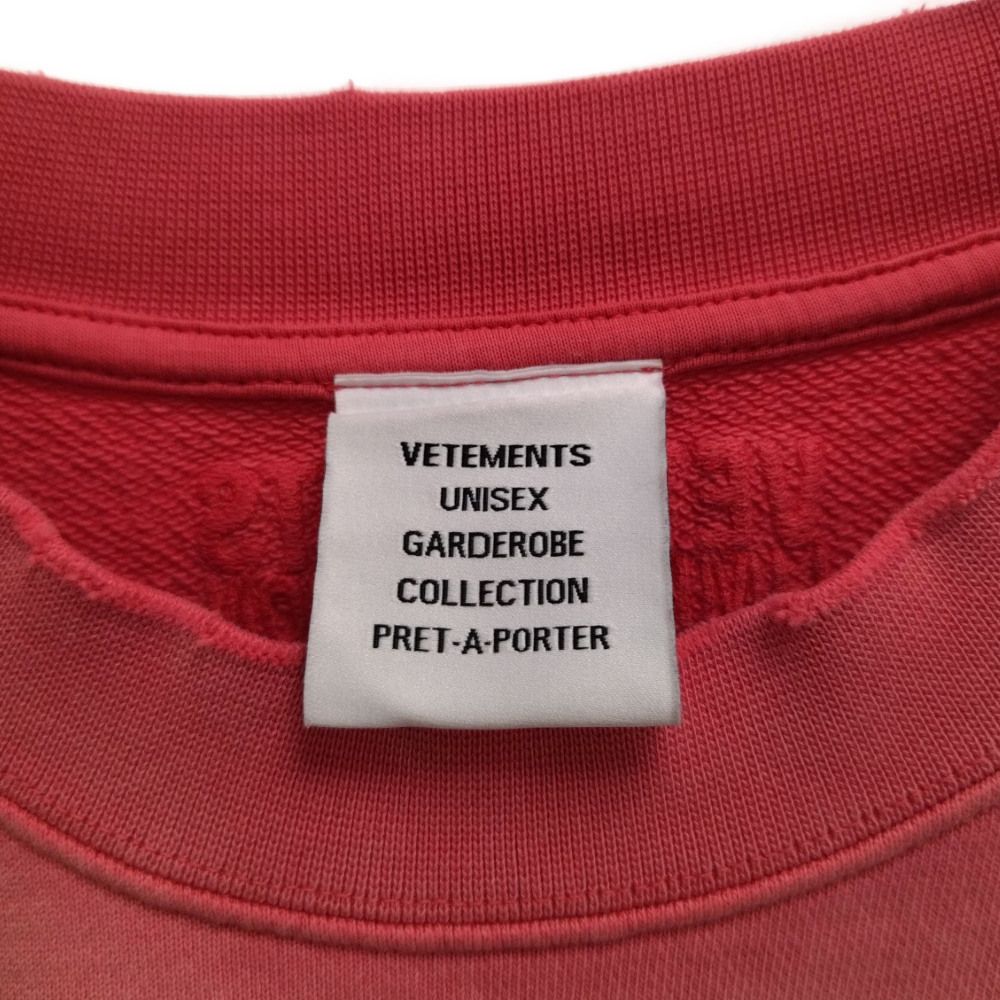 VETEMENTS
UNISEX
GARDEROBE
COLLECTION
PRET-A-PORTER